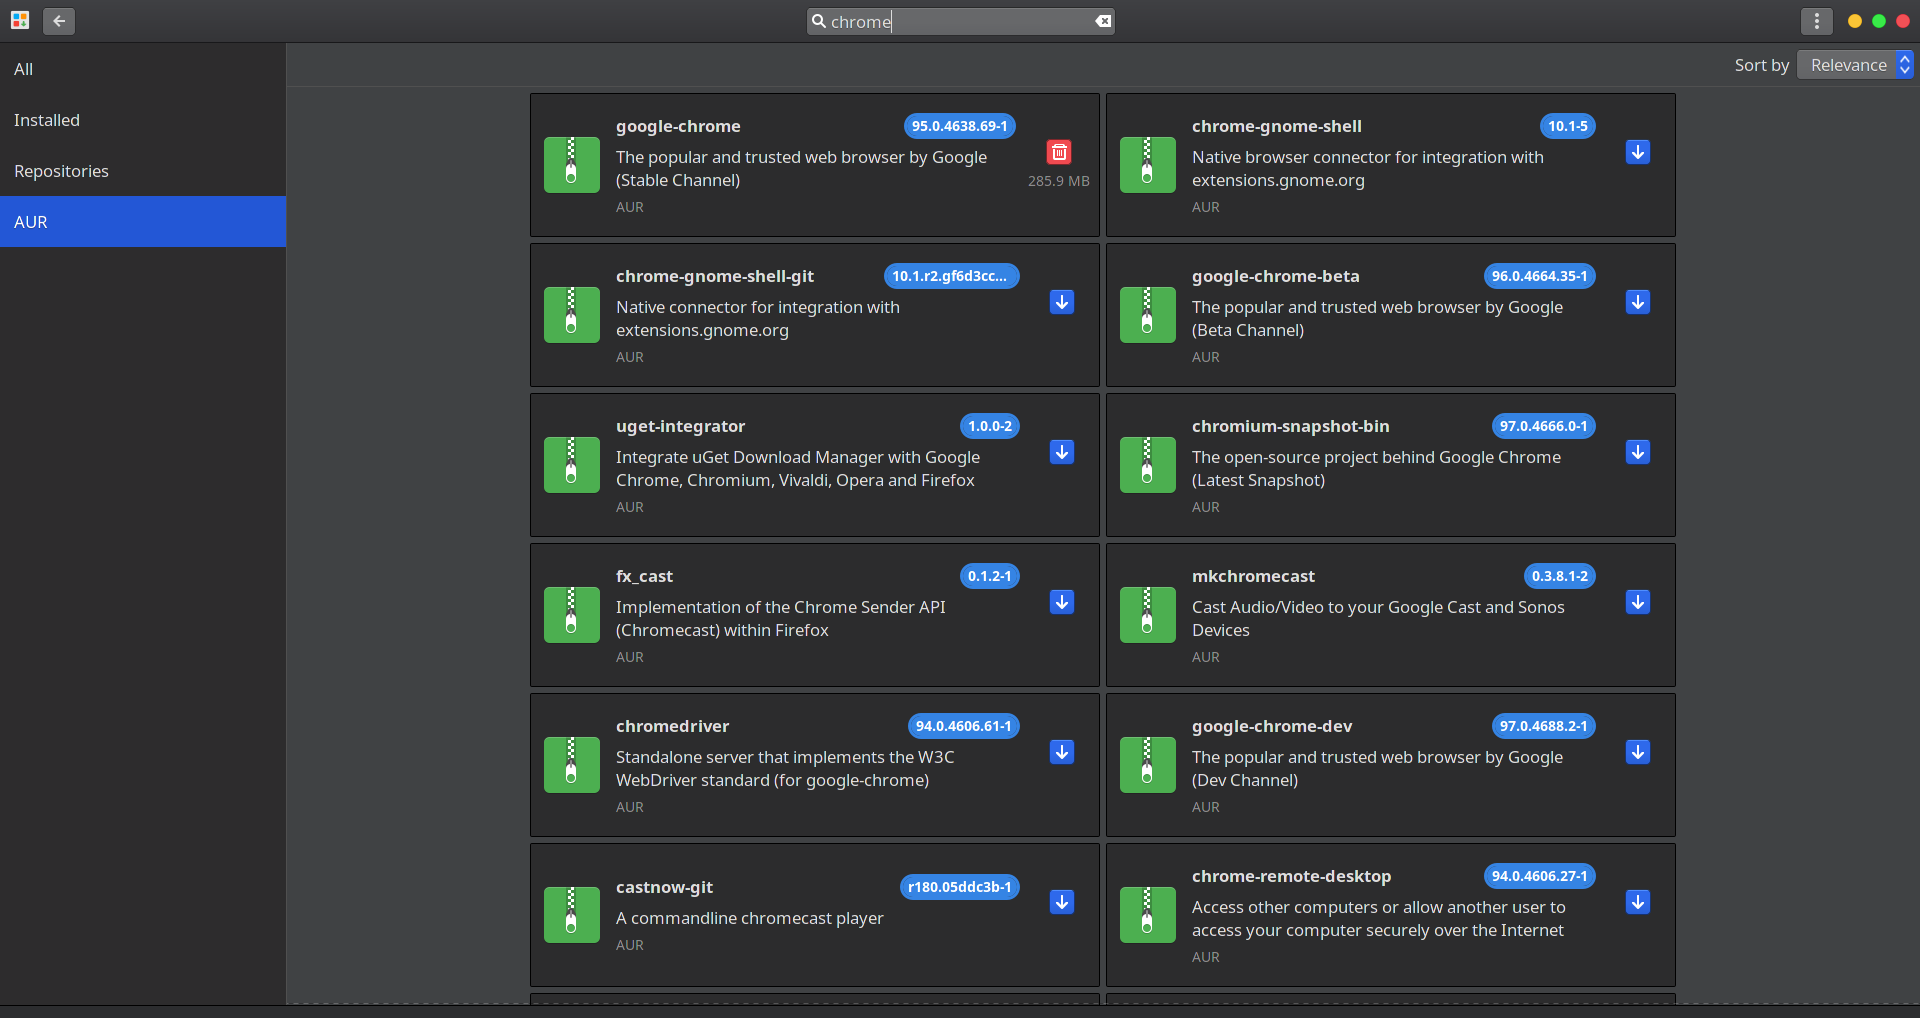 chrome
All
Installed
Repositories
AUR
Sort by Relevance
google-chrome 95.0.4638.69-1
The popular and trusted web browser by Google
(Stable Channel)
285.9 MB
AUR
chrome-gnome-shell 10.1-5
Native browser connector for integration with
extensions.gnome.org
AUR
chrome-gnome-shell-git 10.1.r2.gf6d3cc...
Native connector for integration with
extensions.gnome.org
AUR
google-chrome-beta 96.0.4664.35-1
The popular and trusted web browser by Google
(Beta Channel)
AUR
uget-integrator 1.0.0-2
Integrate uGet Download Manager with Google
Chrome, Chromium, Vivaldi, Opera and Firefox
AUR
chromium-snapshot-bin 97.0.4666.0-1
The open-source project behind Google Chrome
(Latest Snapshot)
AUR
fx_cast 0.1.2-1
Implementation of the Chrome Sender API
(Chromecast) within Firefox
AUR
mkchromecast 0.3.8.1-2
Cast Audio/Video to your Google Cast and Sonos
Devices
AUR
chromedriver 94.0.4606.61-1
Standalone server that implements the W3C
WebDriver standard (for google-chrome)
AUR
google-chrome-dev 97.0.4688.2-1
The popular and trusted web browser by Google
(Dev Channel)
AUR
castnow-git r180.05ddc3b-1
A commandline chromecast player
AUR
chrome-remote-desktop 94.0.4606.27-1
Access other computers or allow another user to
access your computer securely over the Internet
AUR